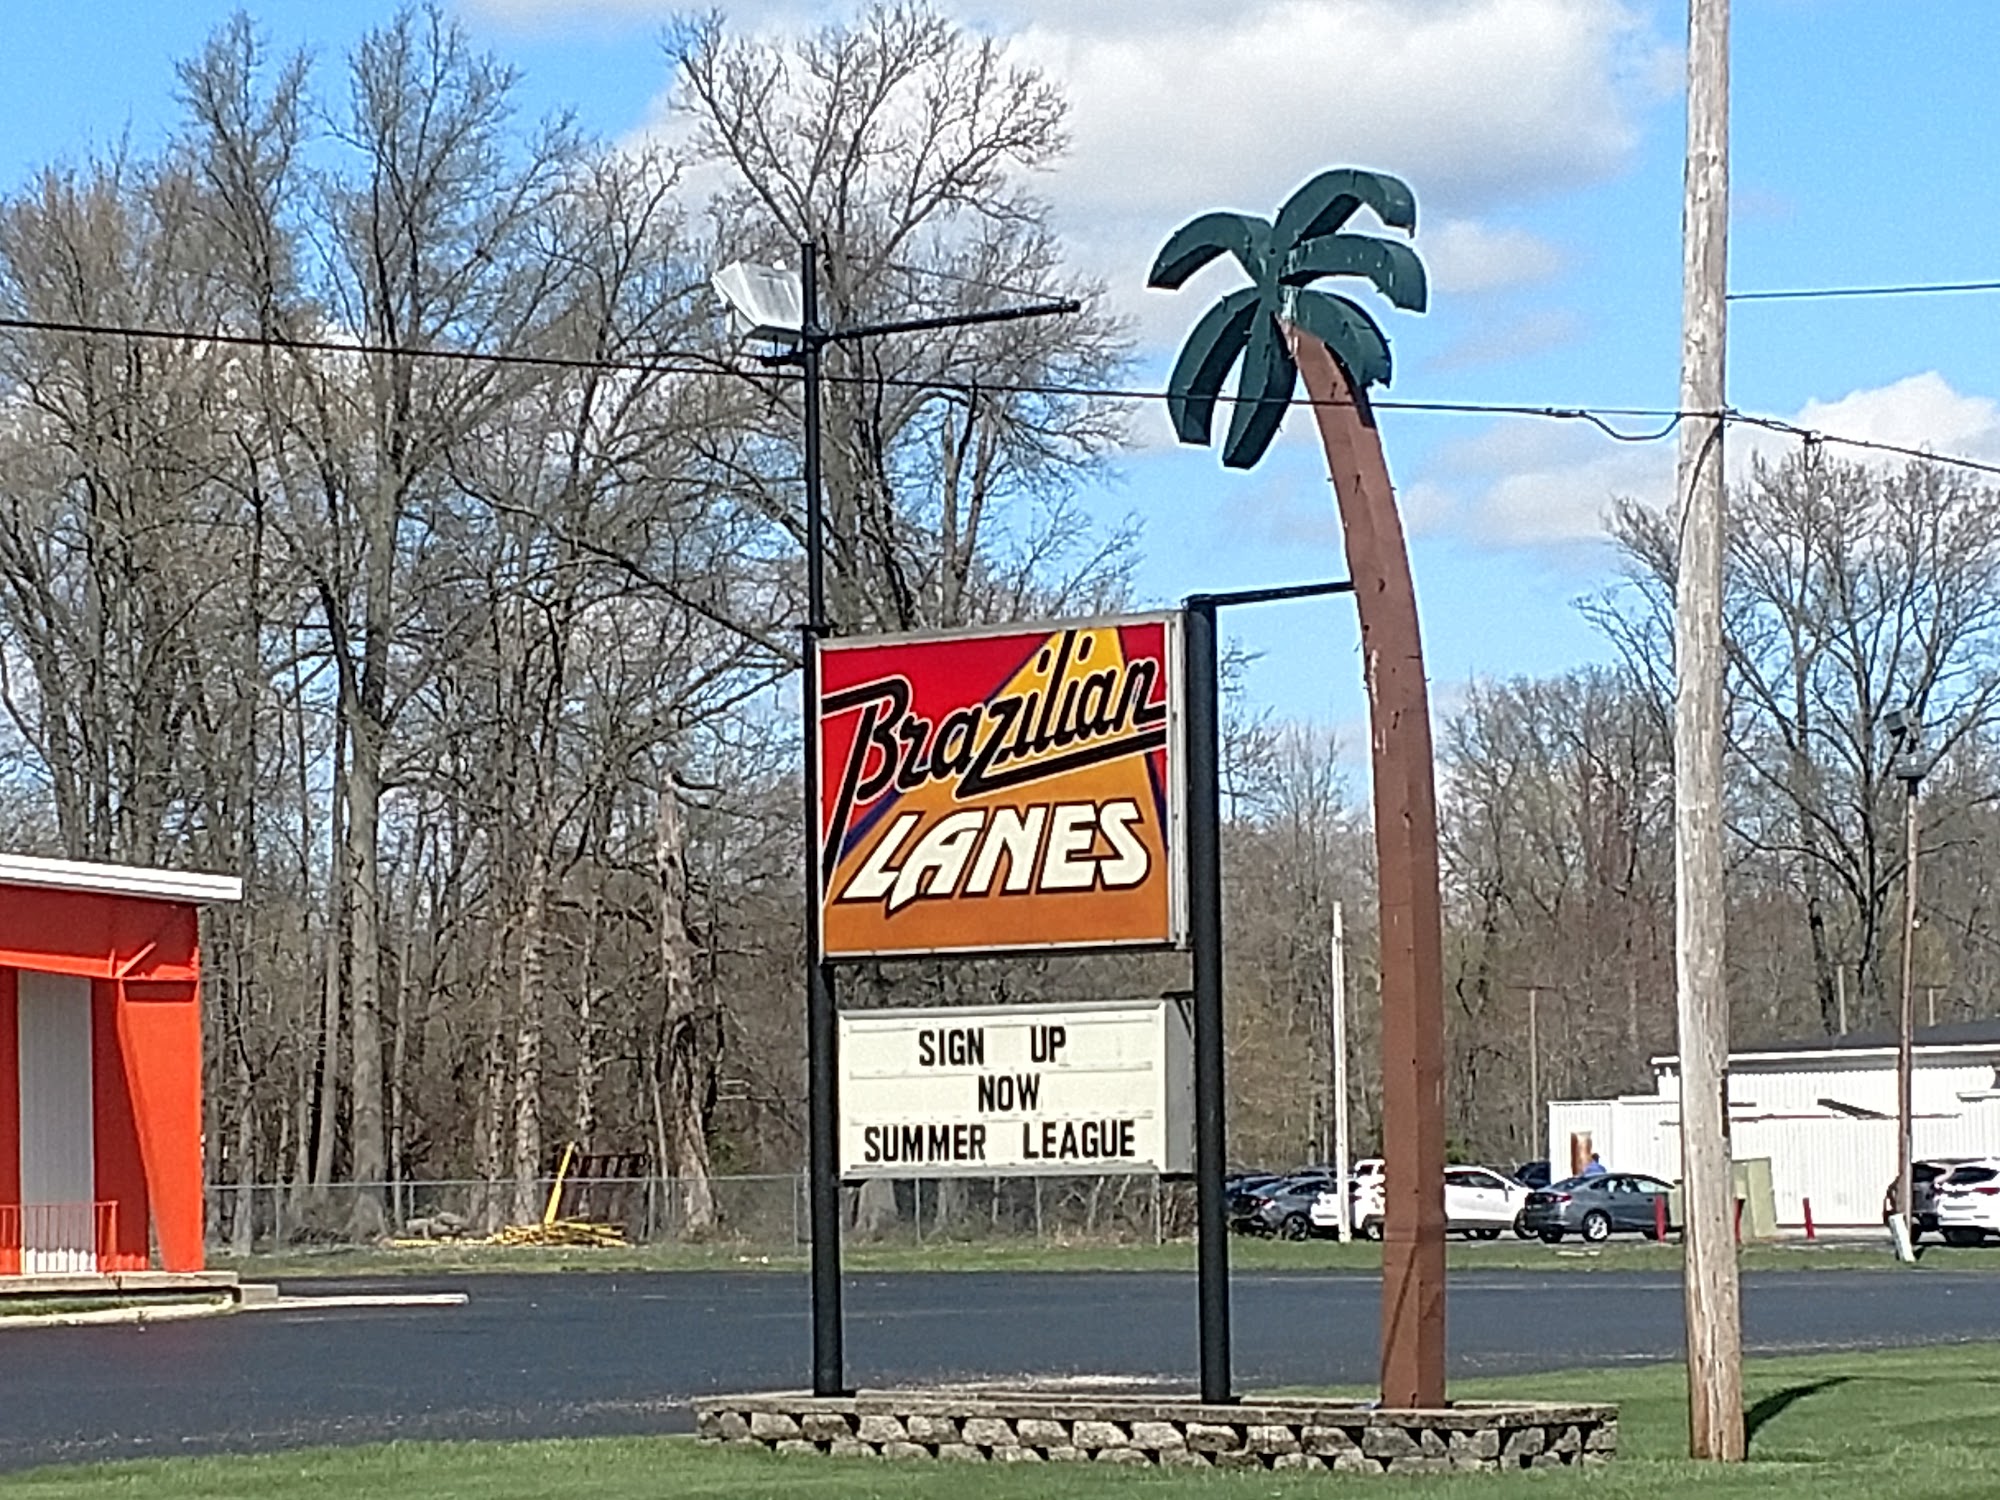 Brazilian
LANES
SIGN UP
NOW
SUMMER LEAGUE